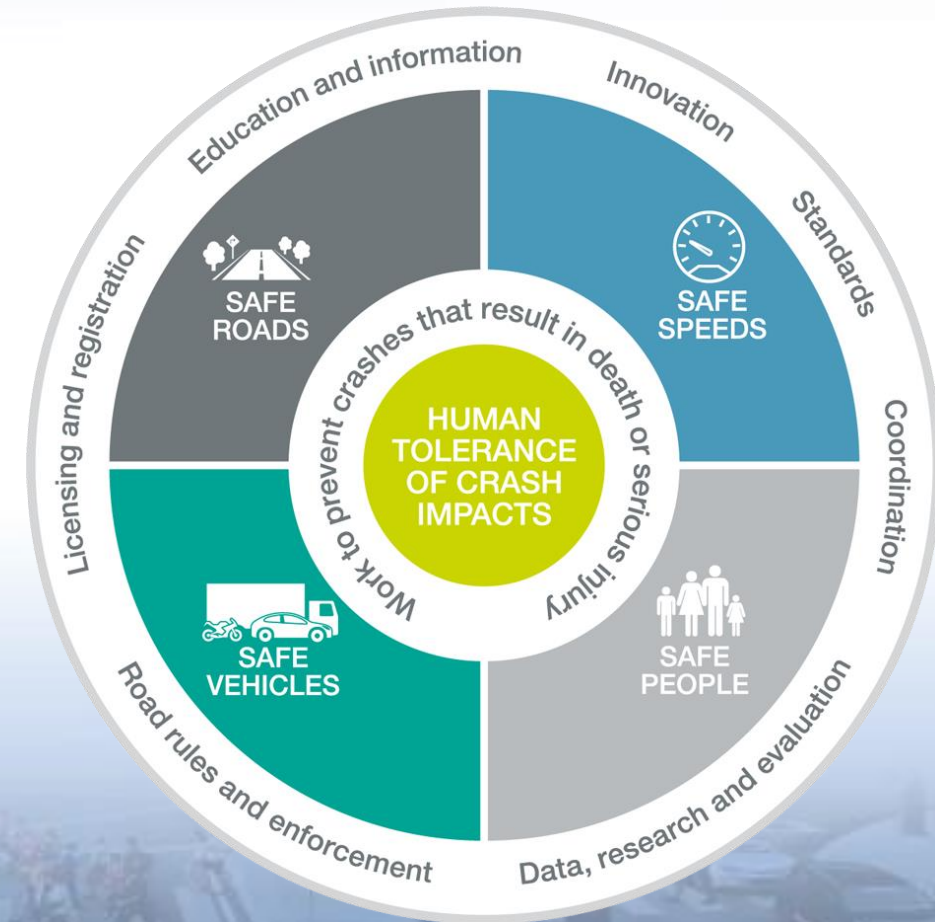 Education and information
Innovation
Standards
Coordination
Data, research and evaluation
Road rules and enforcement
Licensing and registration
SAFE
ROADS
SAFE
SPEEDS
SAFE
PEOPLE
SAFE
VEHICLES
Work to prevent crashes that result in death or serious injury
HUMAN
TOLERANCE
OF CRASH
IMPACTS